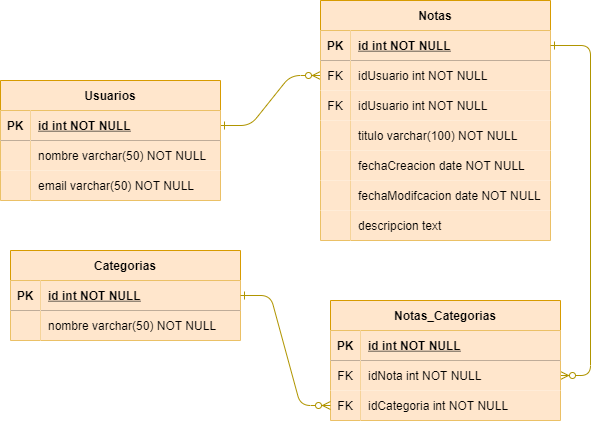 Notas
PK id int NOT NULL
FK idUsuario int NOT NULL
FK idUsuario int NOT NULL
titulo varchar(100) NOT NULL
fechaCreacion date NOT NULL
fechaModifcacion date NOT NULL
descripcion text
Usuarios
PK id int NOT NULL
nombre varchar(50) NOT NULL
email varchar(50) NOT NULL
Categorias
PK id int NOT NULL
nombre varchar(50) NOT NULL
Notas_Categorias
PK id int NOT NULL
FK idNota int NOT NULL
FK idCategoria int NOT NULL